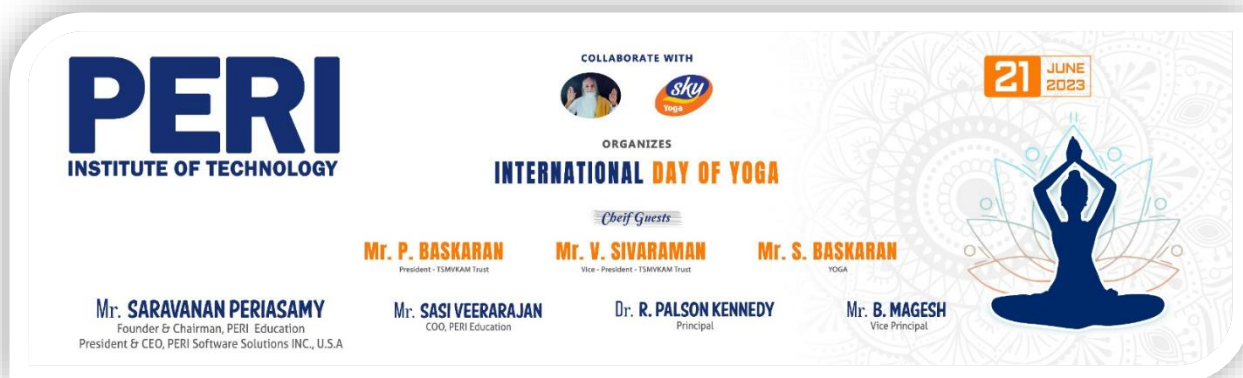 PERI
INSTITUTE OF TECHNOLOGY
COLLABORATE WITH
sky
Yoga
ORGANIZES
INTERNATIONAL DAY OF YOGA
21 JUNE 2023
Cheif Guests
Mr. P. BASKARAN
President - TSMVKAM Trust
Mr. V. SIVARAMAN
Vice - President - TSMVKAM Trust
Mr. S. BASKARAN
YOGA
Mr. SARAVANAN PERIASAMY
Founder & Chairman, PERI Education
President & CEO, PERI Software Solutions INC., U.S.A
Mr. SASI VEERARAJAN
COO, PERI Education
Dr. R. PALSON KENNEDY
Principal
Mr. B. MAGESH
Vice Principal